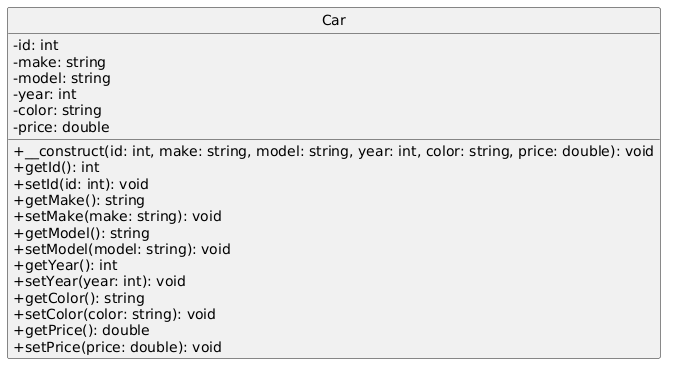 Car
-id: int
-make: string
-model: string
-year: int
-color: string
-price: double
+__construct(id: int, make: string, model: string, year: int, color: string, price: double): void
+getId(): int
+setId(id: int): void
+getMake(): string
+setMake(make: string): void
+getModel(): string
+setModel(model: string): void
+getYear(): int
+setYear(year: int): void
+getColor(): string
+setColor(color: string): void
+getPrice(): double
+setPrice(price: double): void